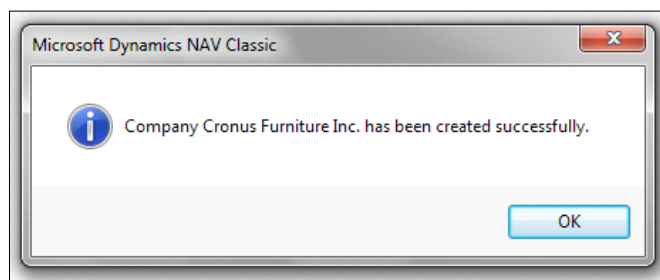 Microsoft Dynamics NAV Classic
Company Cronus Furniture Inc. has been created successfully.
OK